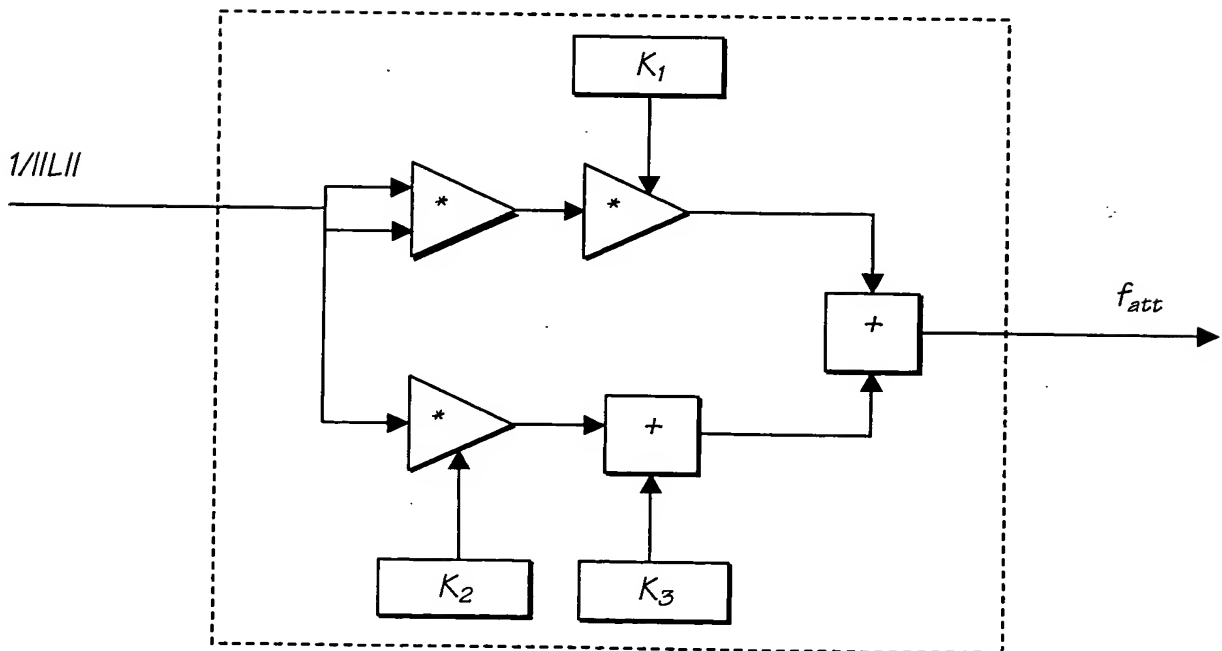 K₁
1/||L||
*
*
+
f_att
*
+
K₂
K₃